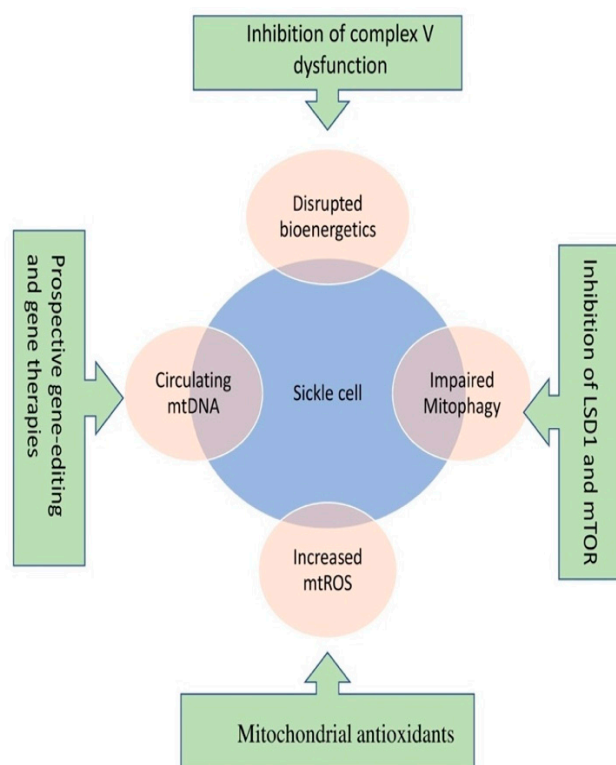 Inhibition of complex V
dysfunction
Disrupted
bioenergetics
Prospective gene-editing
and gene therapies
Circulating
mtDNA
Sickle cell
Impaired
Mitophagy
Inhibition of LSD1 and mTOR
Increased
mtROS
Mitochondrial antioxidants